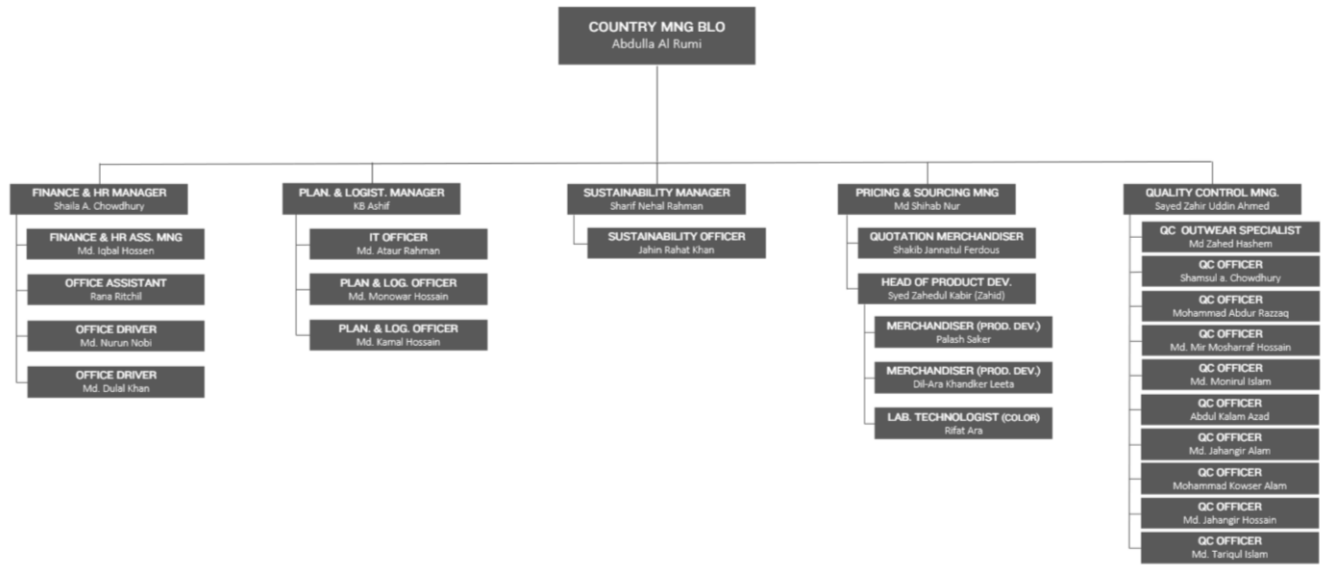 COUNTRY MNG BLO
Abdulla Al Rumi
FINANCE & HR MANAGER
Shaila A. Chowdhury
FINANCE & HR ASS. MNG
Md. Iqbal Hossen
OFFICE ASSISTANT
Rana Ritchil
OFFICE DRIVER
Md. Nurun Nobi
OFFICE DRIVER
Md. Dulal Khan
PLAN. & LOGIST. MANAGER
KB Ashif
IT OFFICER
Md. Ataur Rahman
PLAN & LOG. OFFICER
Md. Monowar Hossain
PLAN. & LOG. OFFICER
Md. Kamal Hossain
SUSTAINABILITY MANAGER
Sharif Nehal Rahman
SUSTAINABILITY OFFICER
Jahin Rahat Khan
PRICING & SOURCING MNG
Md Shihab Nur
QUOTATION MERCHANDISER
Shakib Jannatul Ferdous
HEAD OF PRODUCT DEV.
Syed Zahedul Kabir (Zahid)
MERCHANDISER (PROD. DEV.)
Palash Saker
MERCHANDISER (PROD. DEV.)
Dil-Ara Khandker Leeta
LAB. TECHNOLOGIST (COLOR)
Rifat Ara
QUALITY CONTROL MNG.
Sayed Zahir Uddin Ahmed
QC OUTWEAR SPECIALIST
Md Zahed Hashem
QC OFFICER
Shamsul a. Chowdhury
QC OFFICER
Mohammad Abdur Razzaq
QC OFFICER
Md. Mir Mosharraf Hossain
QC OFFICER
Md. Monirul Islam
QC OFFICER
Abdul Kalam Azad
QC OFFICER
Md. Jahangir Alam
QC OFFICER
Mohammad Kowser Alam
QC OFFICER
Md. Jahangir Hossain
QC OFFICER
Md. Tariqul Islam